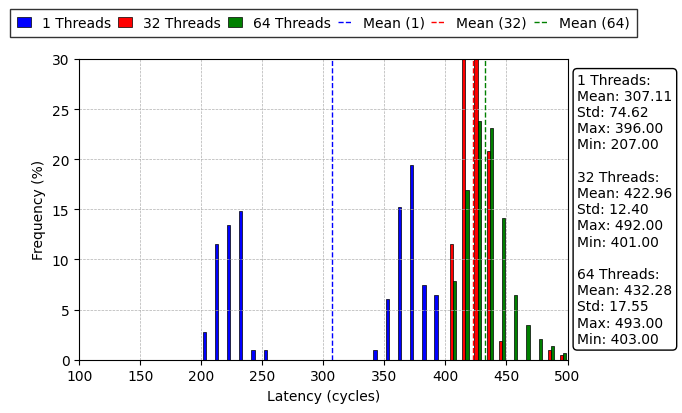 1 Threads 32 Threads 64 Threads Mean (1) Mean (32) Mean (64)
30
25
20
15
10
5
0
Frequency (%)
100 150 200 250 300 350 400 450 500
Latency (cycles)
1 Threads:
Mean: 307.11
Std: 74.62
Max: 396.00
Min: 207.00
32 Threads:
Mean: 422.96
Std: 12.40
Max: 492.00
Min: 401.00
64 Threads:
Mean: 432.28
Std: 17.55
Max: 493.00
Min: 403.00